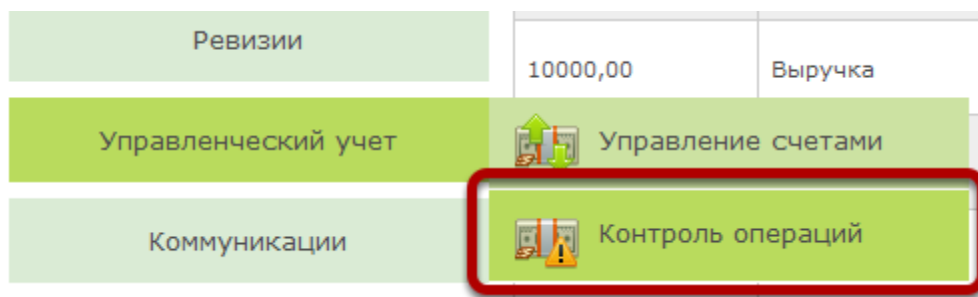 Ревизии
10000,00 Выручка
Управленческий учет
Управление счетами
Коммуникации
Контроль операций